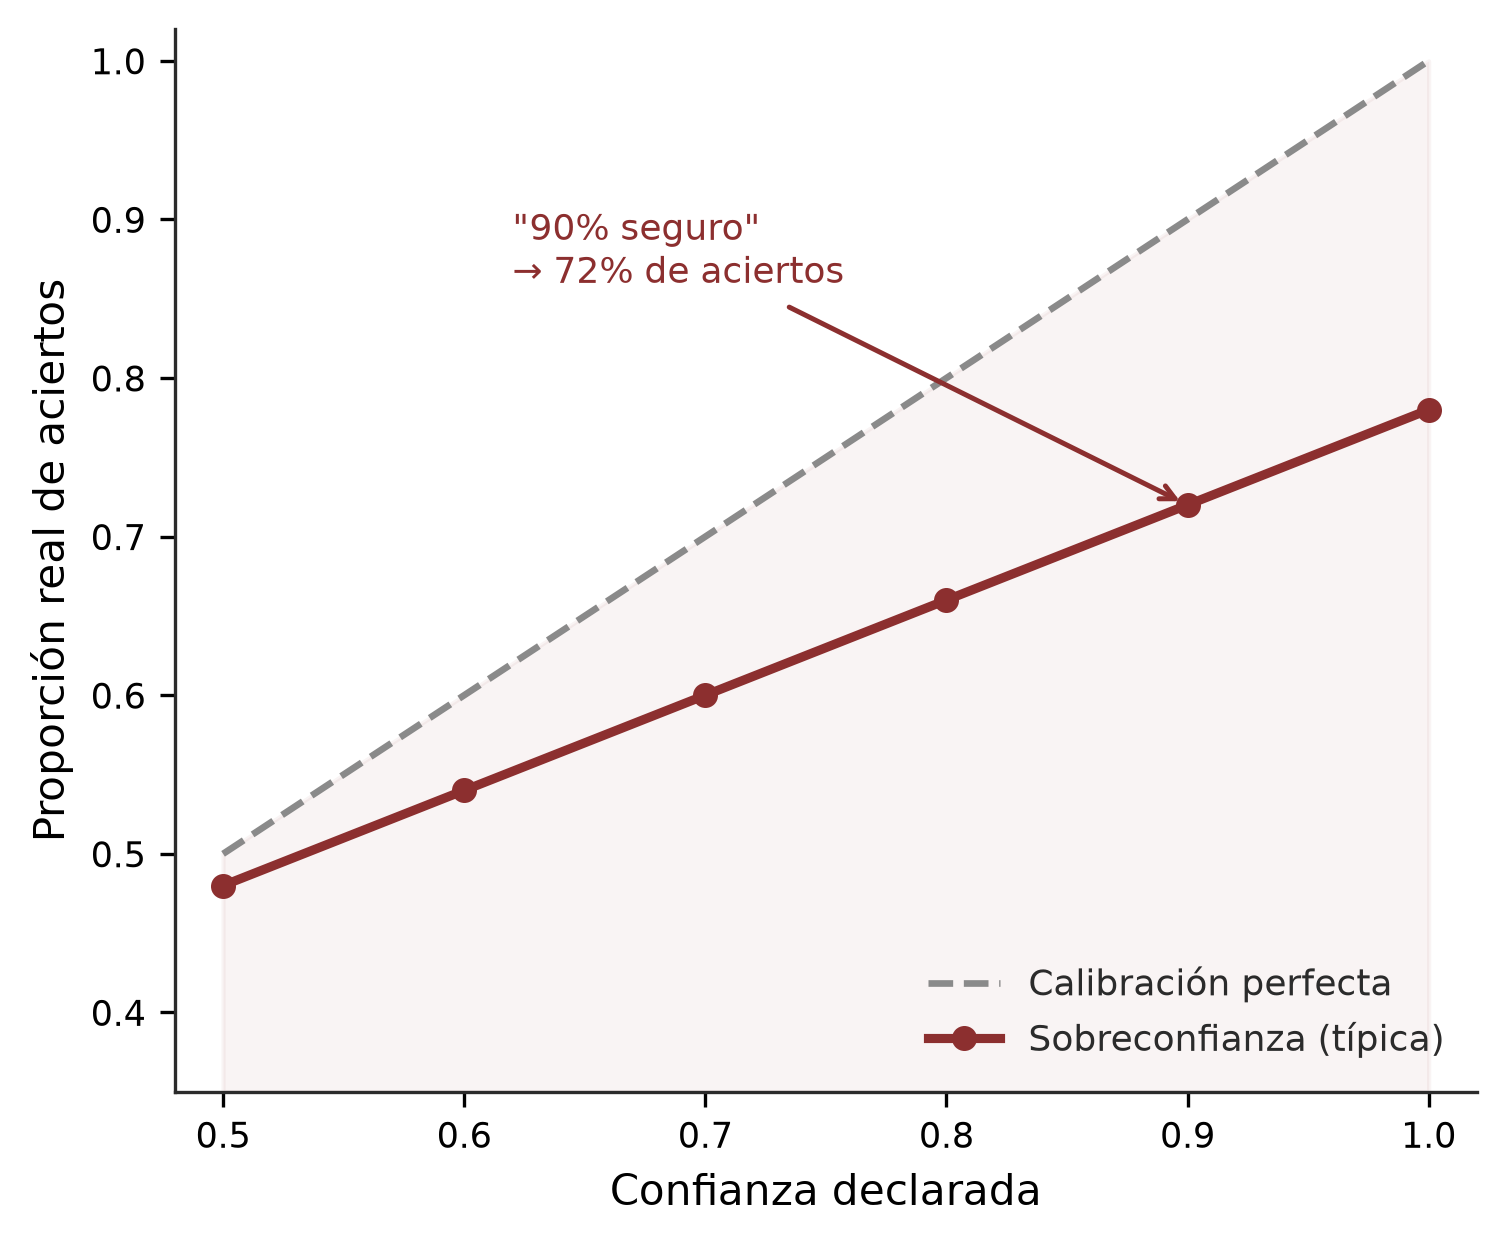 1.0
0.9
0.8
0.7
0.6
0.5
0.4
Proporción real de aciertos
"90% seguro"
→ 72% de aciertos
Calibración perfecta
Sobreconfianza (típica)
0.5 0.6 0.7 0.8 0.9 1.0
Confianza declarada